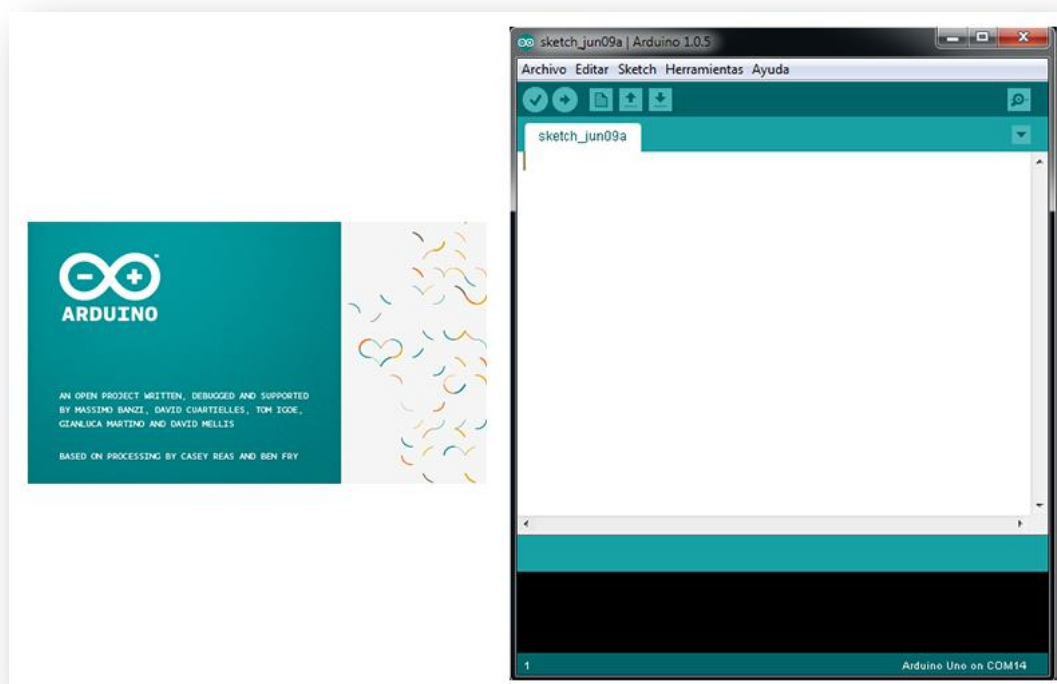 ARDUINO
AN OPEN PROJECT WRITTEN, DEBUGGED AND SUPPORTED
BY MASSIMO BANZI, DAVID CUARTIELLES, TOM IGOE,
GIANLUCA MARTINO AND DAVID MELLIS
BASED ON PROCESSING BY CASEY REAS AND BEN FRY
sketch_jun09a | Arduino 1.0.5
Archivo Editar Sketch Herramientas Ayuda
sketch_jun09a
1
Arduino Uno on COM14